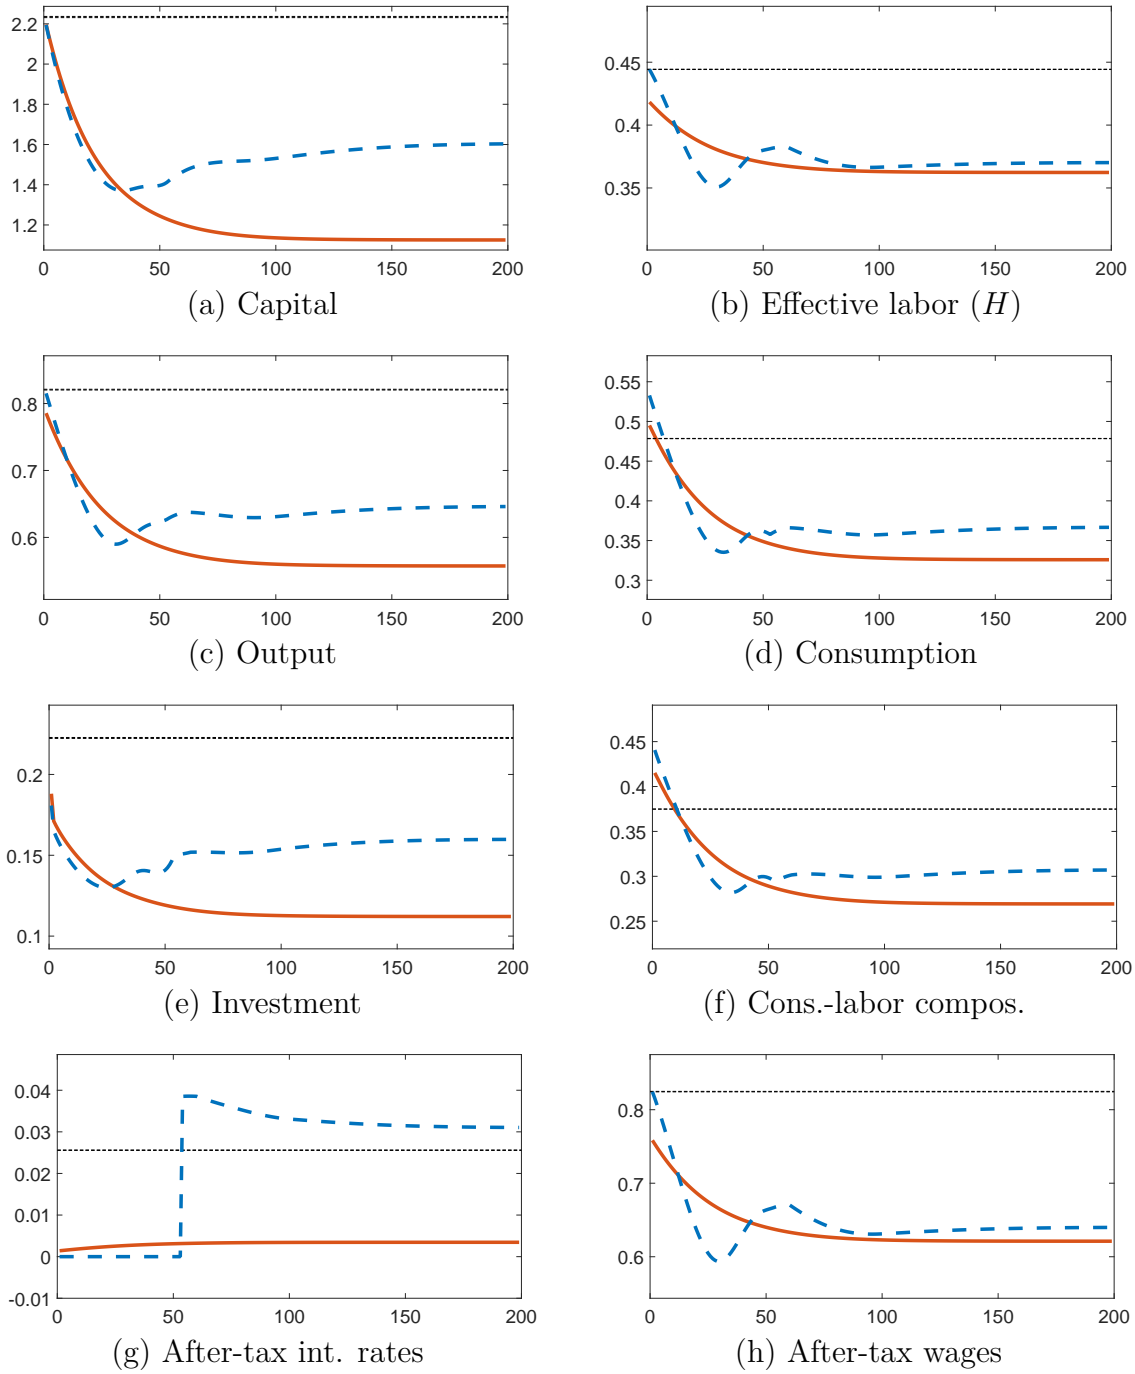 2.2
2
1.8
1.6
1.4
1.2
0 50 100 150 200
(a) Capital
0.45
0.4
0.35
0 50 100 150 200
(b) Effective labor (H)
0.8
0.7
0.6
0 50 100 150 200
(c) Output
0.55
0.5
0.45
0.4
0.35
0.3
0 50 100 150 200
(d) Consumption
0.2
0.15
0.1
0 50 100 150 200
(e) Investment
0.45
0.4
0.35
0.3
0.25
0 50 100 150 200
(f) Cons.-labor compos.
0.04
0.03
0.02
0.01
0
-0.01
0 50 100 150 200
(g) After-tax int. rates
0.8
0.7
0.6
0 50 100 150 200
(h) After-tax wages